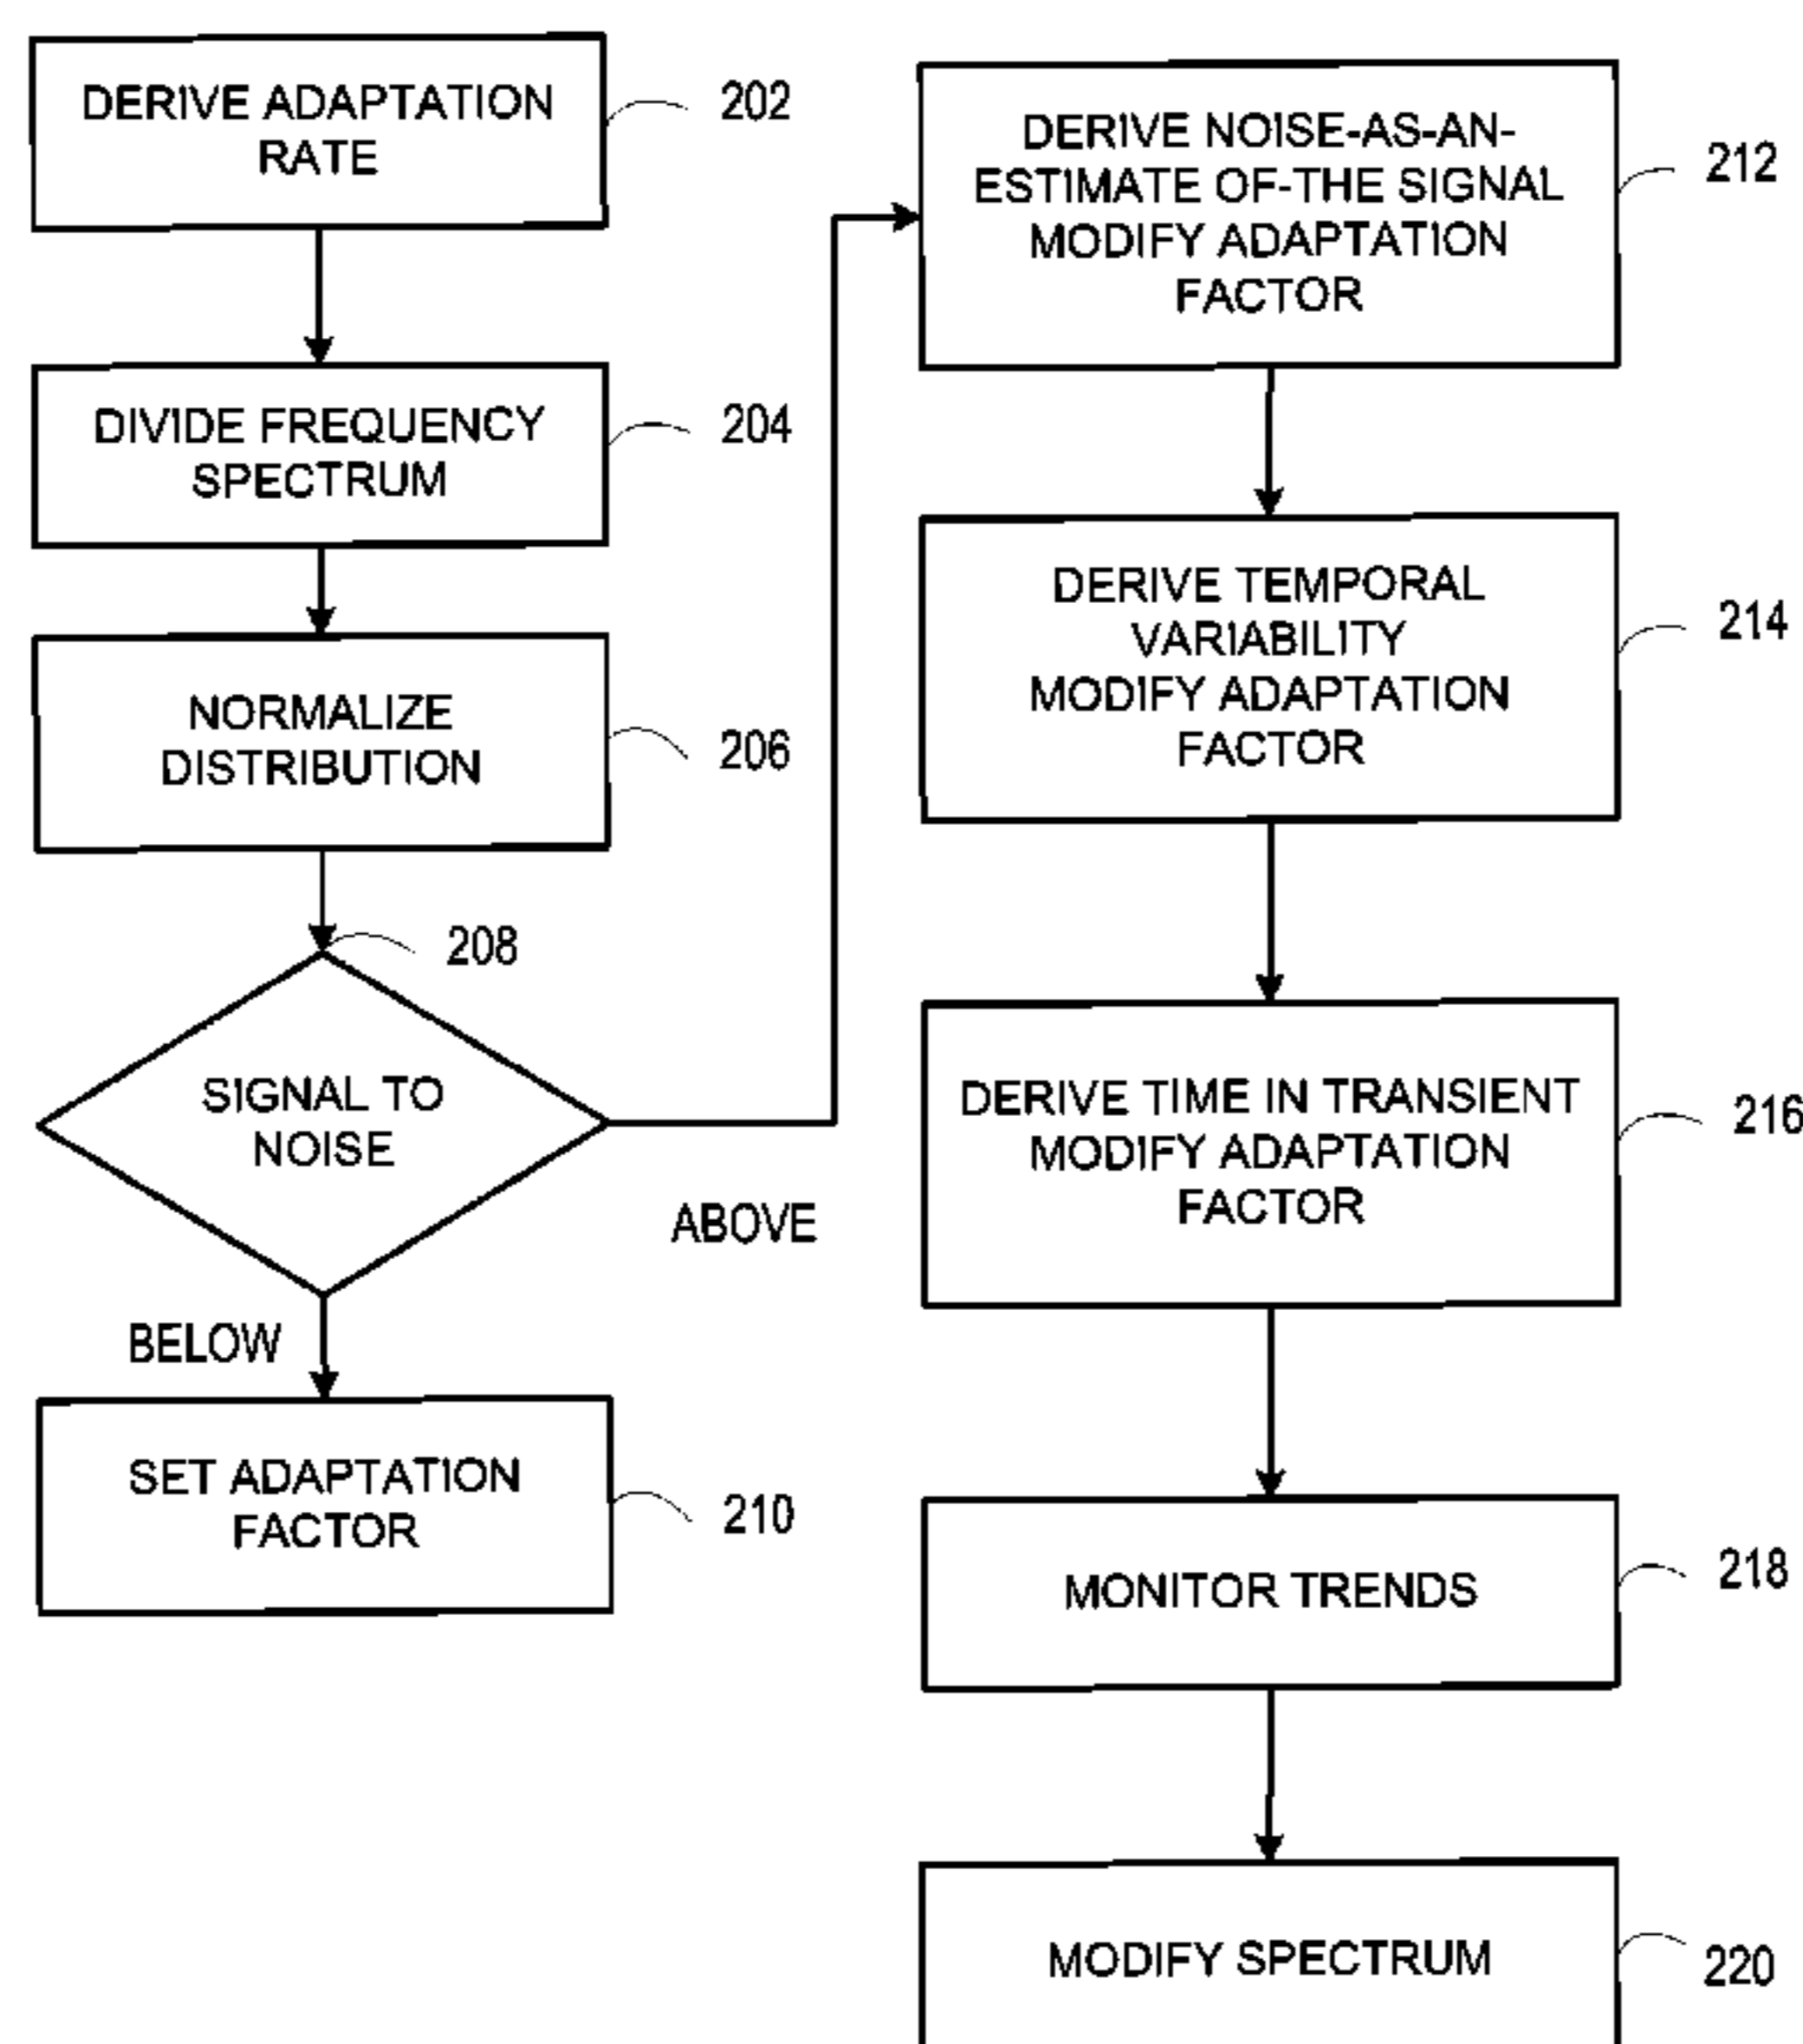 DERIVE ADAPTATION
RATE
202
DIVIDE FREQUENCY
SPECTRUM
204
NORMALIZE
DISTRIBUTION
206
208
SIGNAL TO
NOISE
ABOVE
BELOW
SET ADAPTATION
FACTOR
210
DERIVE NOISE-AS-AN-
ESTIMATE OF-THE SIGNAL
MODIFY ADAPTATION
FACTOR
212
DERIVE TEMPORAL
VARIABILITY
MODIFY ADAPTATION
FACTOR
214
DERIVE TIME IN TRANSIENT
MODIFY ADAPTATION
FACTOR
216
MONITOR TRENDS
218
MODIFY SPECTRUM
220